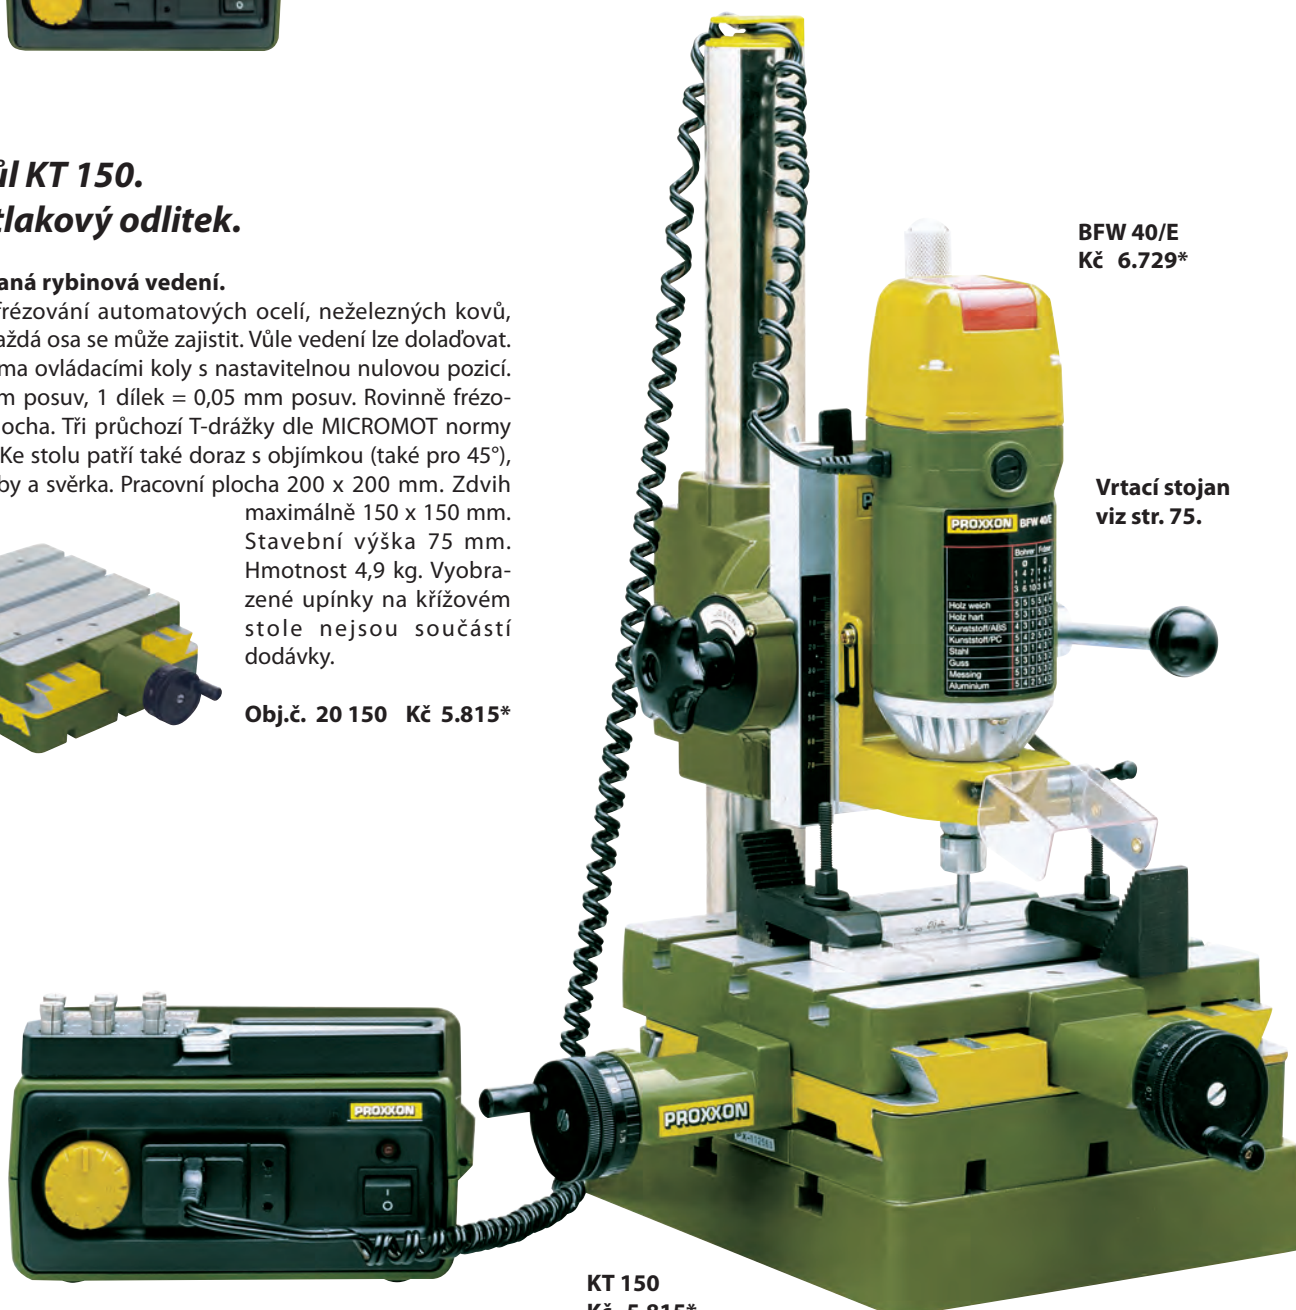 ůl KT 150.
tlakový odlitek.
aná rybinová vedení.
frézování automatových ocelí, neželezných kovů,
aždá osa se může zajistit. Vůle vedení lze dolaďovat.
ma ovládacími koly s nastavitelnou nulovou pozicí.
m posuv, 1 dílek = 0,05 mm posuv. Rovinně frézo-
ocha. Tři průchozí T-drážky dle MICROMOT normy
Ke stolu patří také doraz s objímkou (také pro 45°),
by a svěrka. Pracovní plocha 200 x 200 mm. Zdvih
maximálně 150 x 150 mm.
Stavební výška 75 mm.
Hmotnost 4,9 kg. Vyobra-
zené upínky na křížovém
stole nejsou součástí
dodávky.
Obj.č. 20 150 Kč 5.815*
BFW 40/E
Kč 6.729*
Vrtací stojan
viz str. 75.
PROXXON BFW 40/E
Bohrer Fräser
Holz weich
Holz hart
Kunststoff/ABS
Kunststoff/PC
Stahl
Guss
Messing
Aluminium
PROXXON
PROXXON
KT 150
Kč 5.815*